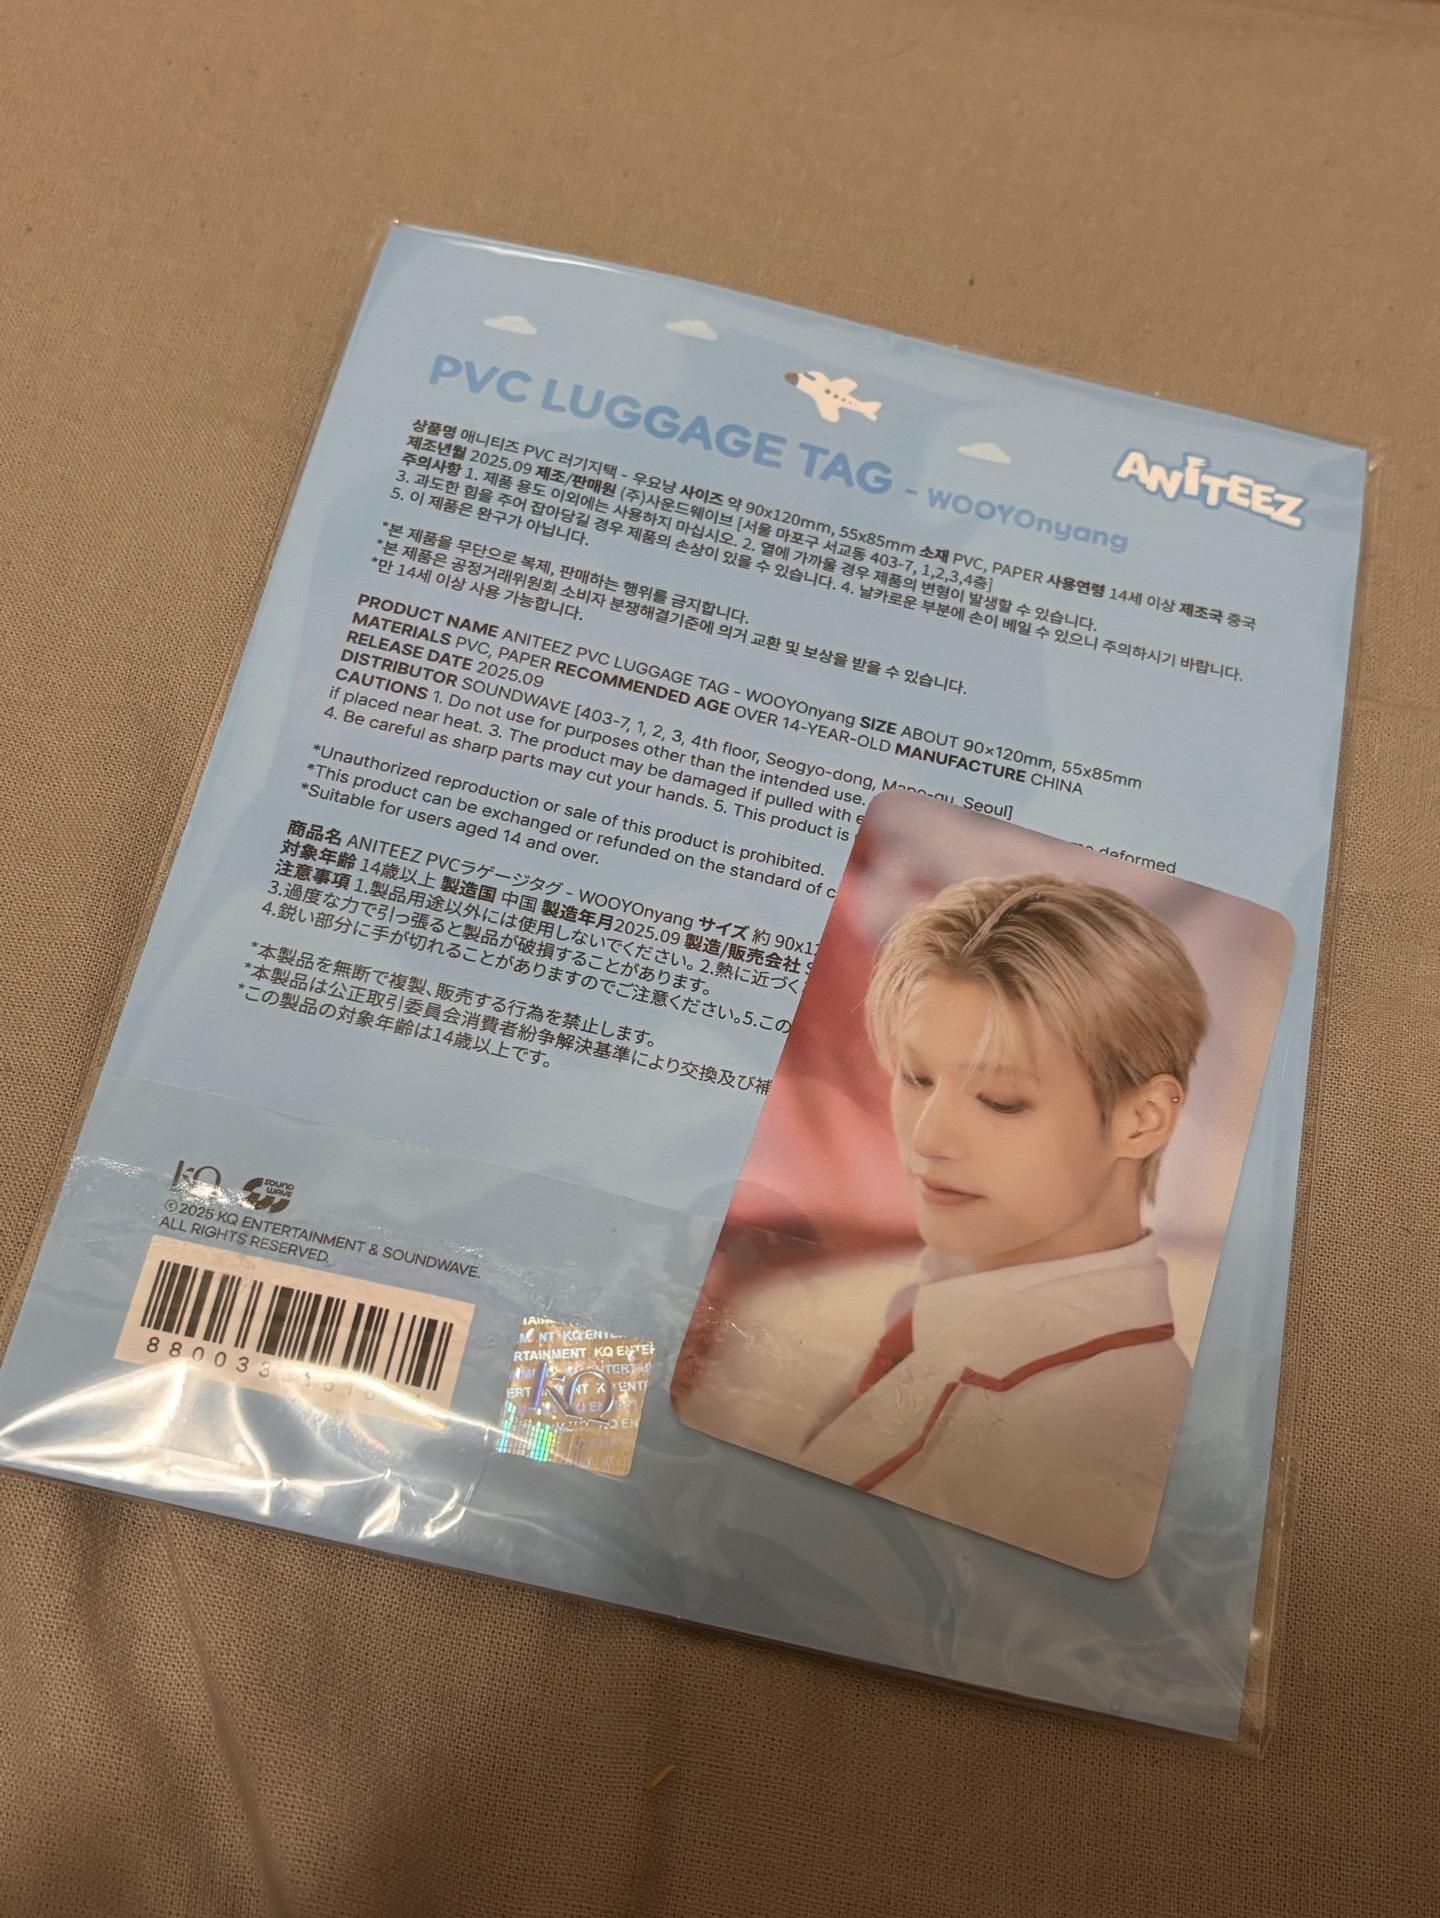 PVC LUGGAGE TAG - WOOYOnyang
ANITEEZ
상품명 애니티즈 PVC 러기지택 - 우요냥 사이즈 약 90x120mm, 55x85mm 소재 PVC, PAPER 사용연령 14세 이상 제조국 중국
제조년월 2025.09 제조/판매원 (주)사운드웨이브 [서울 마포구 서교동 403-7, 1,2,3,4층]
주의사항 1. 제품 용도 이외에는 사용하지 마십시오. 2. 열에 가까울 경우 제품의 변형이 발생할 수 있습니다.
3. 과도한 힘을 주어 잡아당길 경우 제품의 손상이 있을 수 있습니다. 4. 날카로운 부분에 손이 베일 수 있으니 주의하시기 바랍니다.
5. 이 제품은 완구가 아닙니다.
*본 제품을 무단으로 복제, 판매하는 행위를 금지합니다.
*본 제품은 공정거래위원회 소비자 분쟁해결기준에 의거 교환 및 보상을 받을 수 있습니다.
*만 14세 이상 사용 가능합니다.
PRODUCT NAME ANITEEZ PVC LUGGAGE TAG - WOOYOnyang SIZE ABOUT 90×120mm, 55x85mm
MATERIALS PVC, PAPER RECOMMENDED AGE OVER 14-YEAR-OLD MANUFACTURE CHINA
RELEASE DATE 2025.09
DISTRIBUTOR SOUNDWAVE [403-7, 1, 2, 3, 4th floor, Seogyo-dong, Mapo-gu, Seoul]
CAUTIONS 1. Do not use for purposes other than the intended use. deformed
if placed near heat. 3. The product may be damaged if pulled with
4. Be careful as sharp parts may cut your hands. 5. This product is
*Unauthorized reproduction or sale of this product is prohibited.
*This product can be exchanged or refunded on the standard of
*Suitable for users aged 14 and over.
商品名 ANITEEZ PVCラゲージタグ - WOOYOnyang サイズ 約 90x12
対象年齢 14歳以上 製造国 中国 製造年月2025.09 製造/販売会社
注意事項 1.製品用途以外には使用しないでください。 2.熱に近づく
3.過度な力で引っ張ると製品が破損することがあります。
4.鋭い部分に手が切れることがありますのでご注意ください。5.この
*本製品を無断で複製、販売する行為を禁止します。
*本製品は公正取引委員会消費者紛争解決基準により交換及び補
*この製品の対象年齢は14歳以上です。
KQ SOUND WAVE
©2025 KQ ENTERTAINMENT & SOUNDWAVE.
ALL RIGHTS RESERVED.
880033
KQ ENTERTAINMENT
KQ